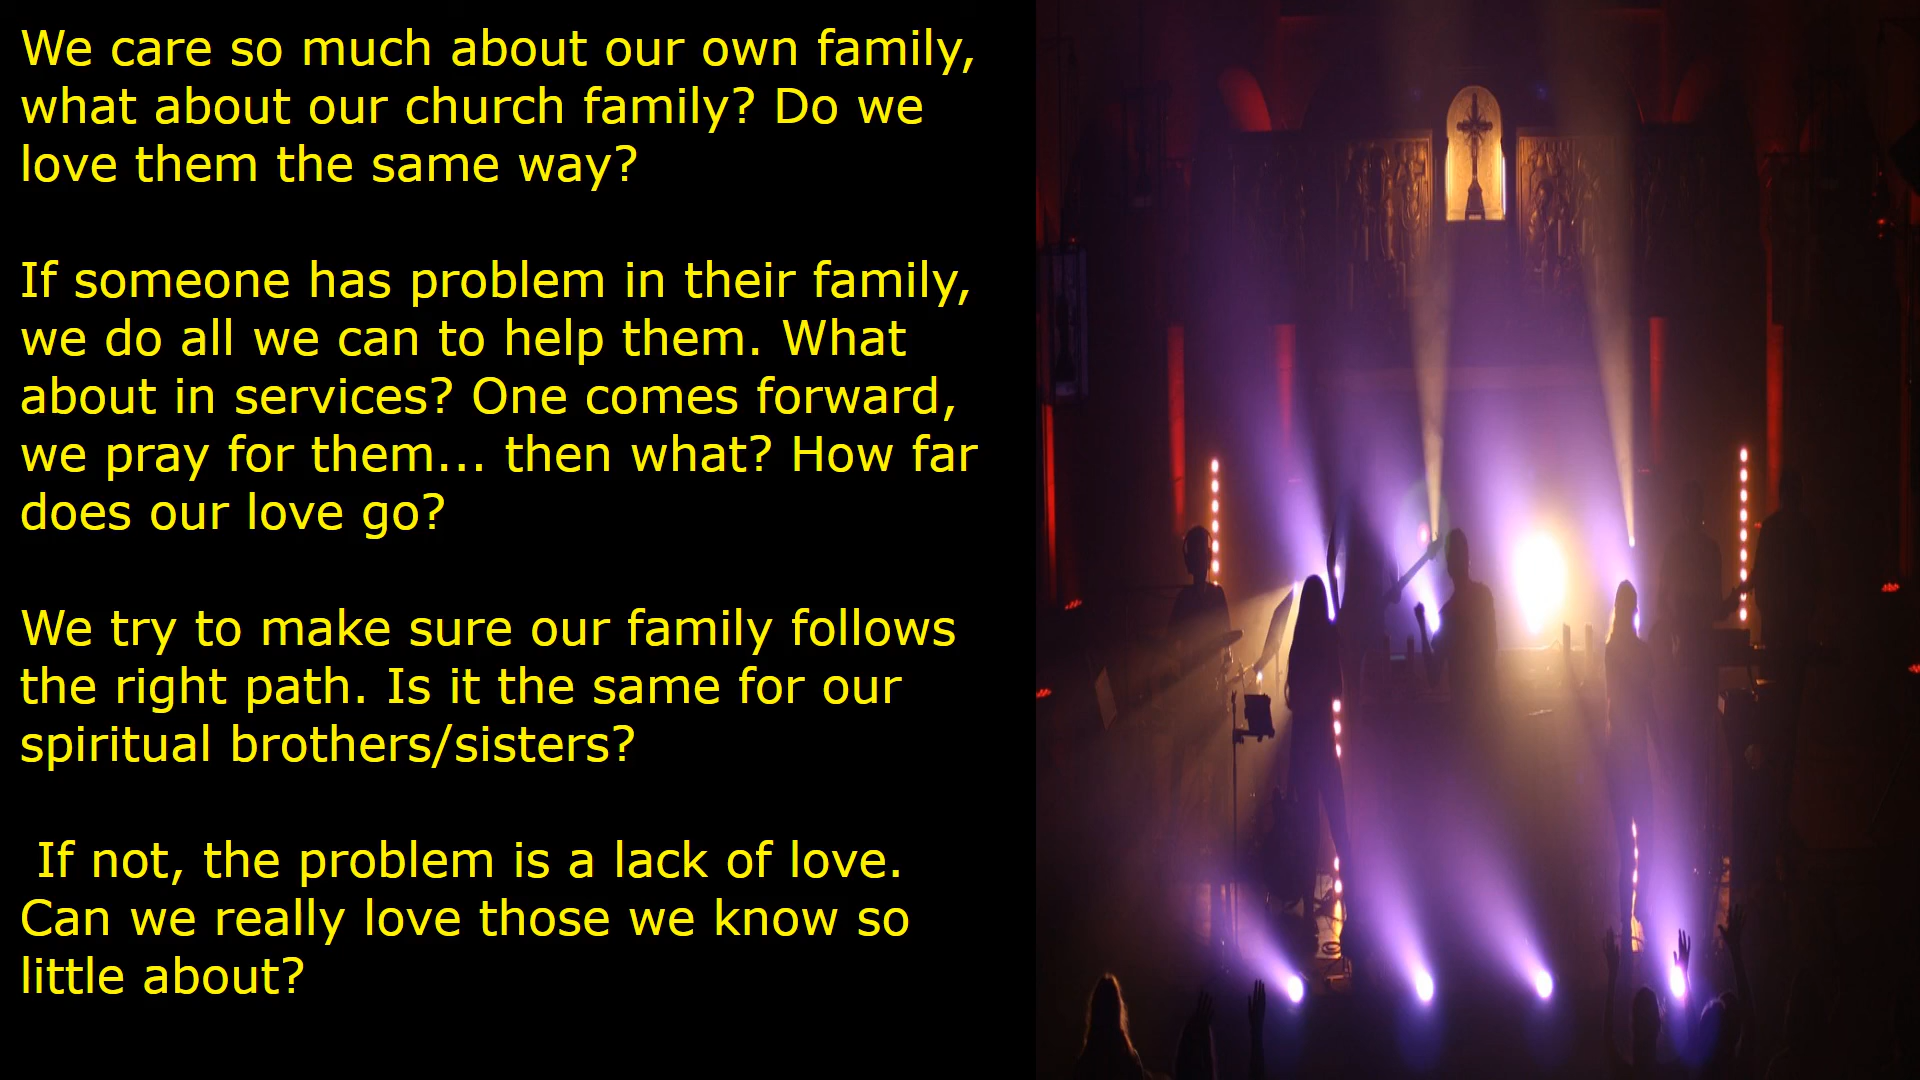 We care so much about our own family,
what about our church family? Do we
love them the same way?
If someone has problem in their family,
we do all we can to help them. What
about in services? One comes forward,
we pray for them... then what? How far
does our love go?
We try to make sure our family follows
the right path. Is it the same for our
spiritual brothers/sisters?
If not, the problem is a lack of love.
Can we really love those we know so
little about?